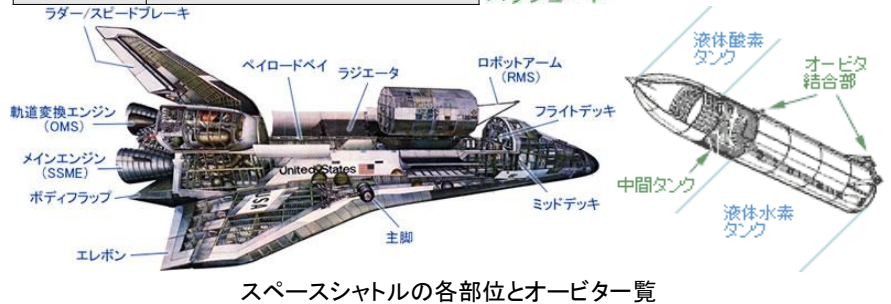 ラダー/スピードブレーキ
ペイロードベイ
ラジエータ
ロボットアーム
(RMS)
フライトデッキ
軌道変換エンジン
(OMS)
メインエンジン
(SSME)
ボディフラップ
エレボン
主脚
ミッドデッキ
United States
USA
液体酸素
タンク
オービタ
結合部
中間タンク
液体水素
タンク
スペースシャトルの各部位とオービター覧